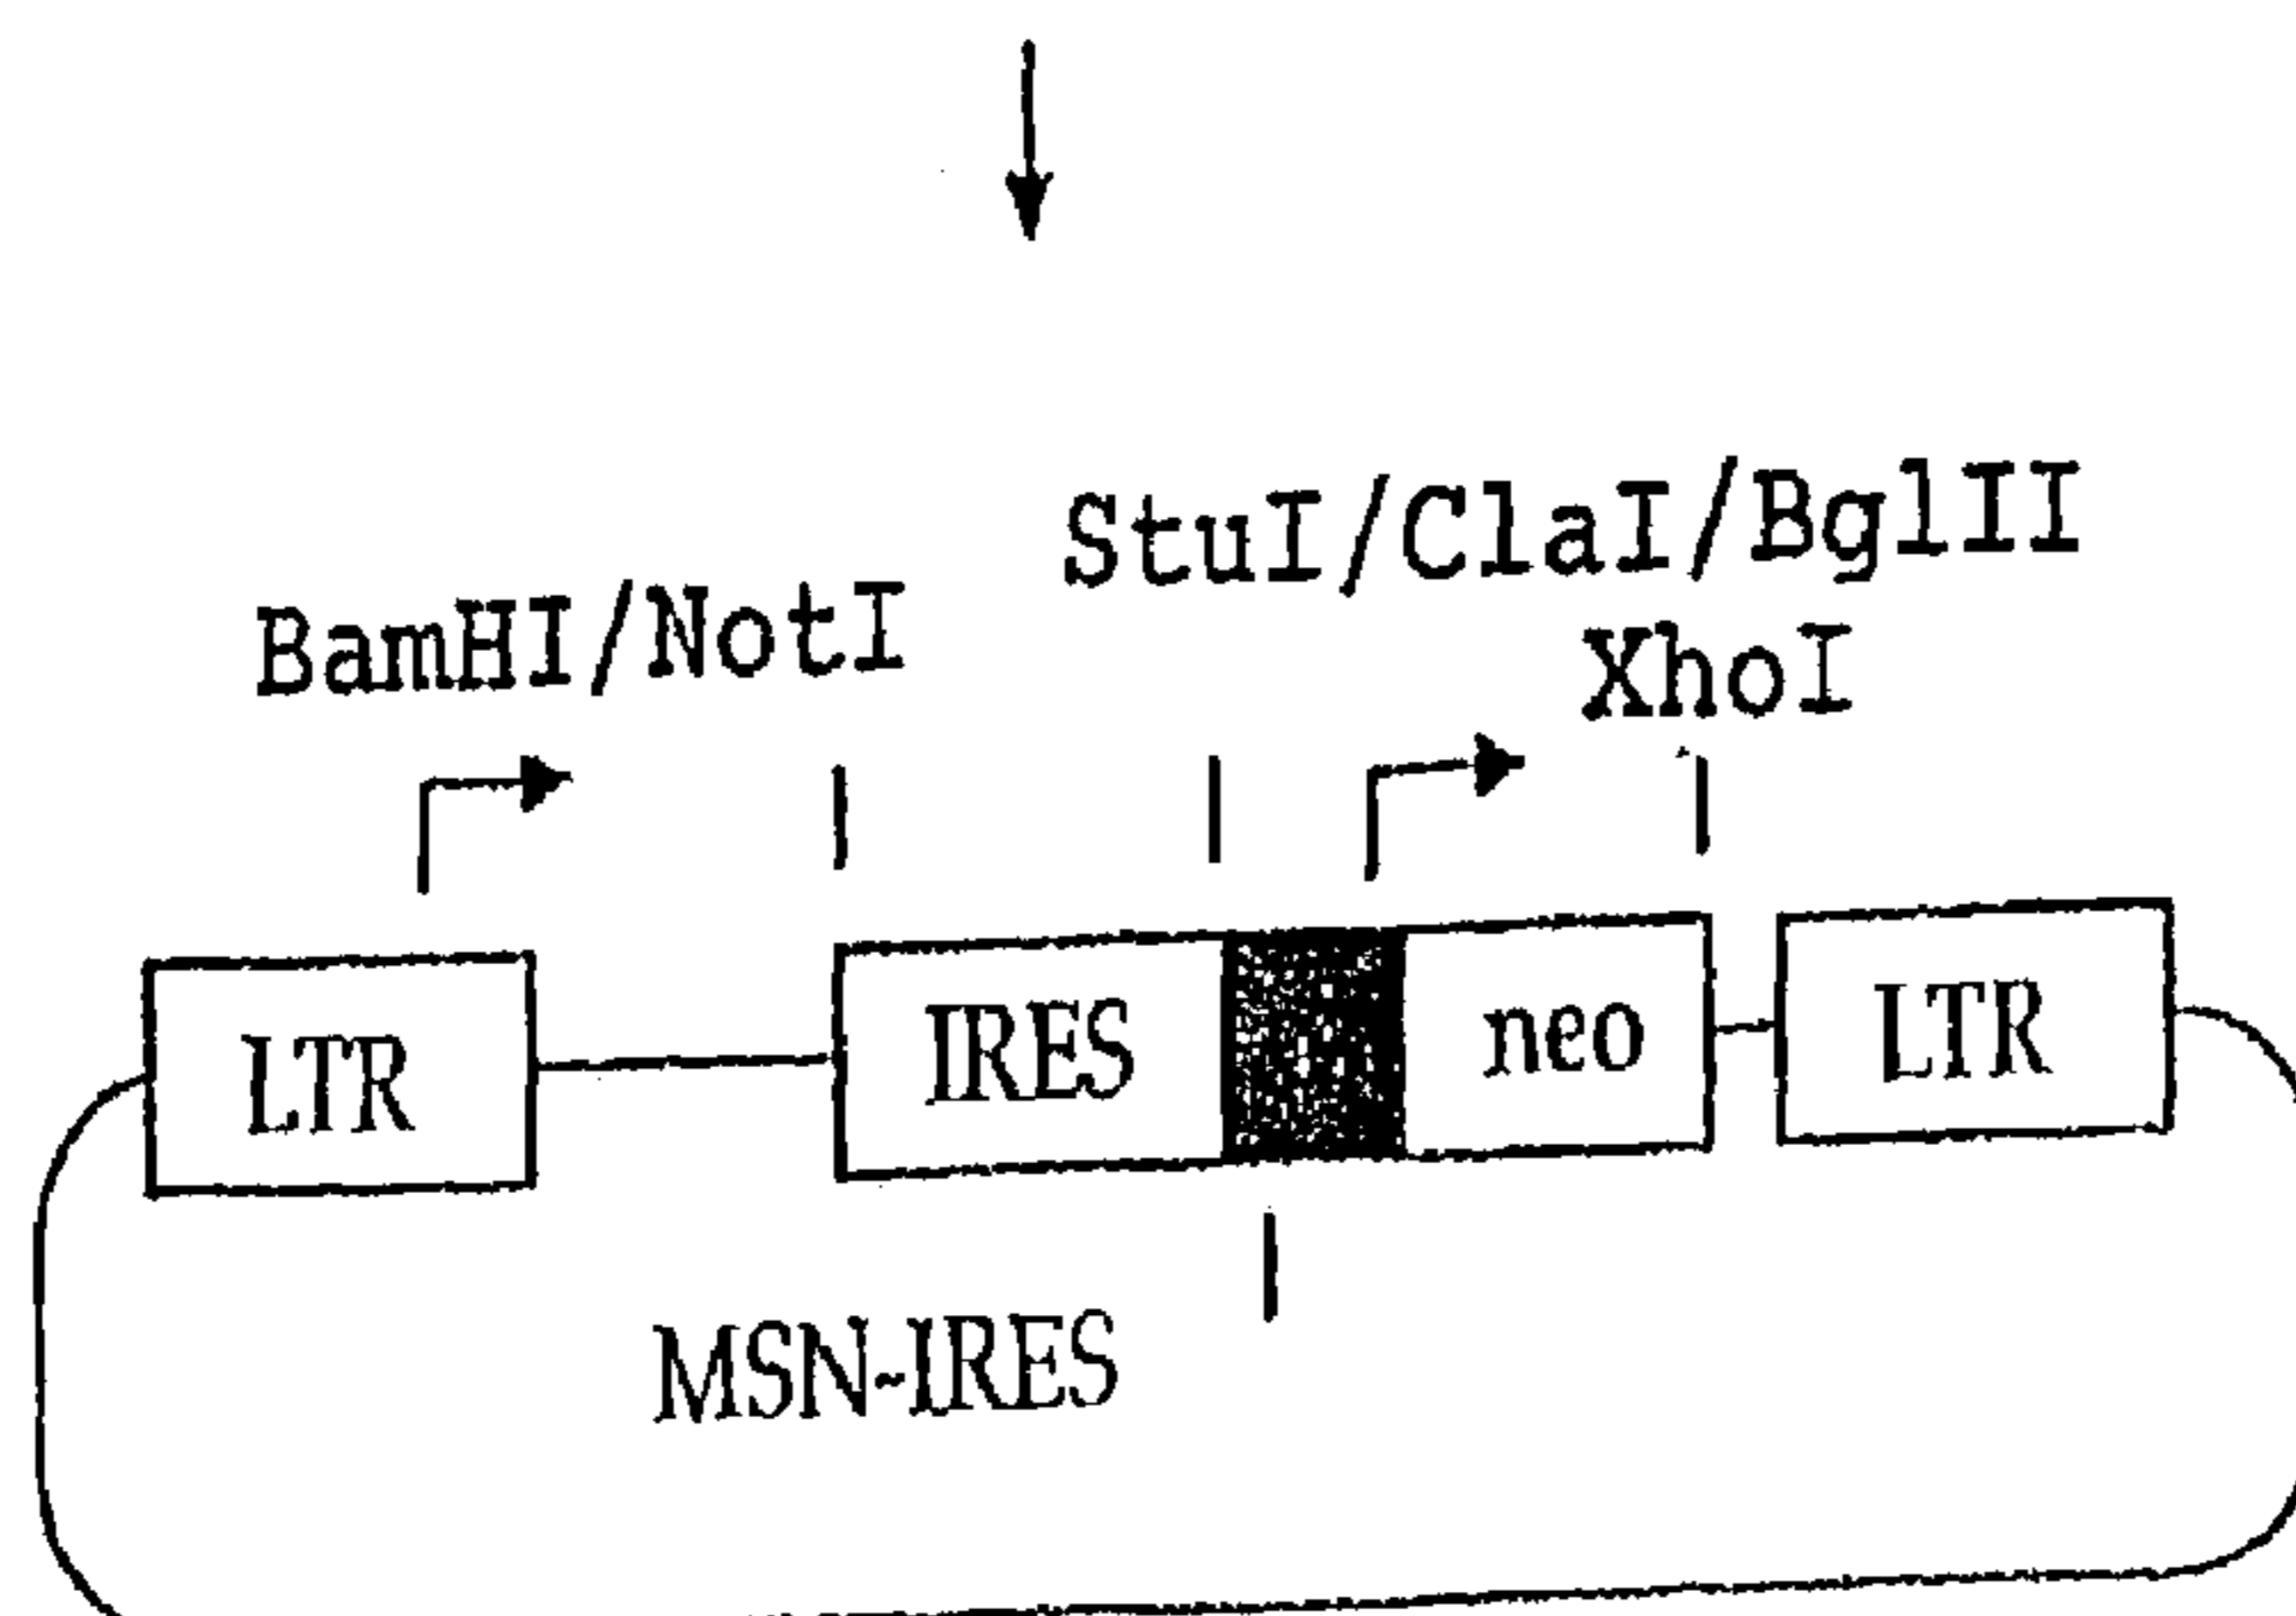 StuI/ClaI/BglII
BamHI/NotI
XhoI
LTR
IRES
neo
LTR
MSN-IRES